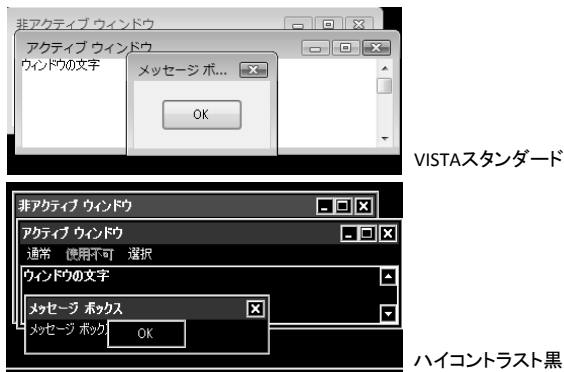 非アクティブ ウィンドウ
アクティブ ウィンドウ
ウィンドウの文字
メッセージ ボ...
OK
VISTAスタンダード
非アクティブ ウィンドウ
アクティブ ウィンドウ
通常 使用不可 選択
ウィンドウの文字
メッセージ ボックス
メッセージ ボック
OK
ハイコントラスト黒